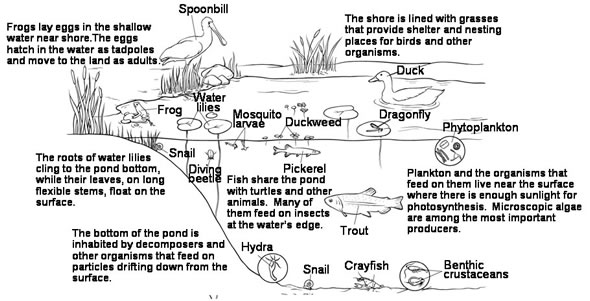 Spoonbill
Frogs lay eggs in the shallow
water near shore.The eggs
hatch in the water as tadpoles
and move to the land as adults.
The shore is lined with grasses
that provide shelter and nesting
places for birds and other
organisms.
Duck
Frog
Water
lilies
Mosquito
larvae
Duckweed
Dragonfly
Phytoplankton
Snail
Diving
beetle
Pickerel
The roots of water lilies
cling to the pond bottom,
while their leaves, on long
flexible stems, float on the
surface.
Fish share the pond
with turtles and other
animals. Many of
them feed on insects
at the water's edge.
Trout
Plankton and the organisms that
feed on them live near the surface
where there is enough sunlight for
photosynthesis. Microscopic algae
are among the most important
producers.
The bottom of the pond is
inhabited by decomposers and
other organisms that feed on
particles drifting down from the
surface.
Hydra
Snail
Crayfish
Benthic
crustaceans